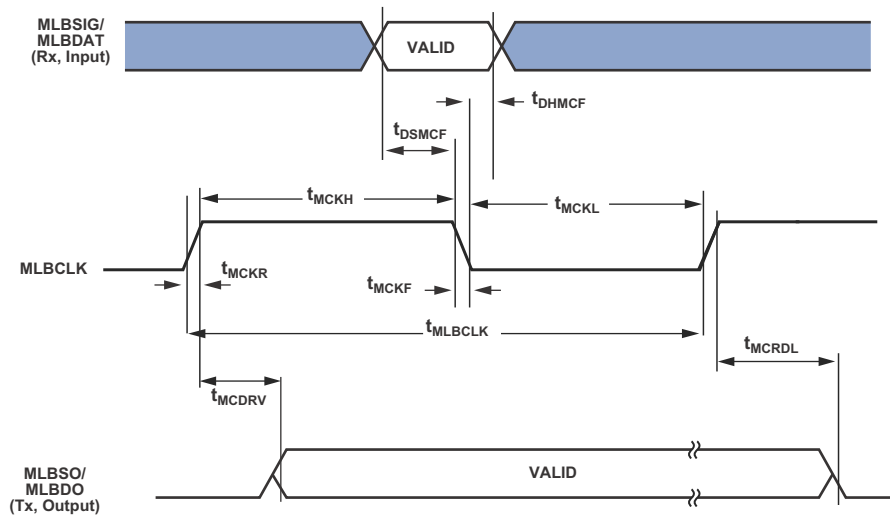 MLBSIG/
MLBDAT
(Rx, Input)
VALID
tDHMCF
tDSMCF
tMCKH
tMCKL
MLBCLK
tMCKR
tMCKF
tMLBCLK
tMCRDL
tMCDRV
MLBSO/
MLBDO
(Tx, Output)
VALID